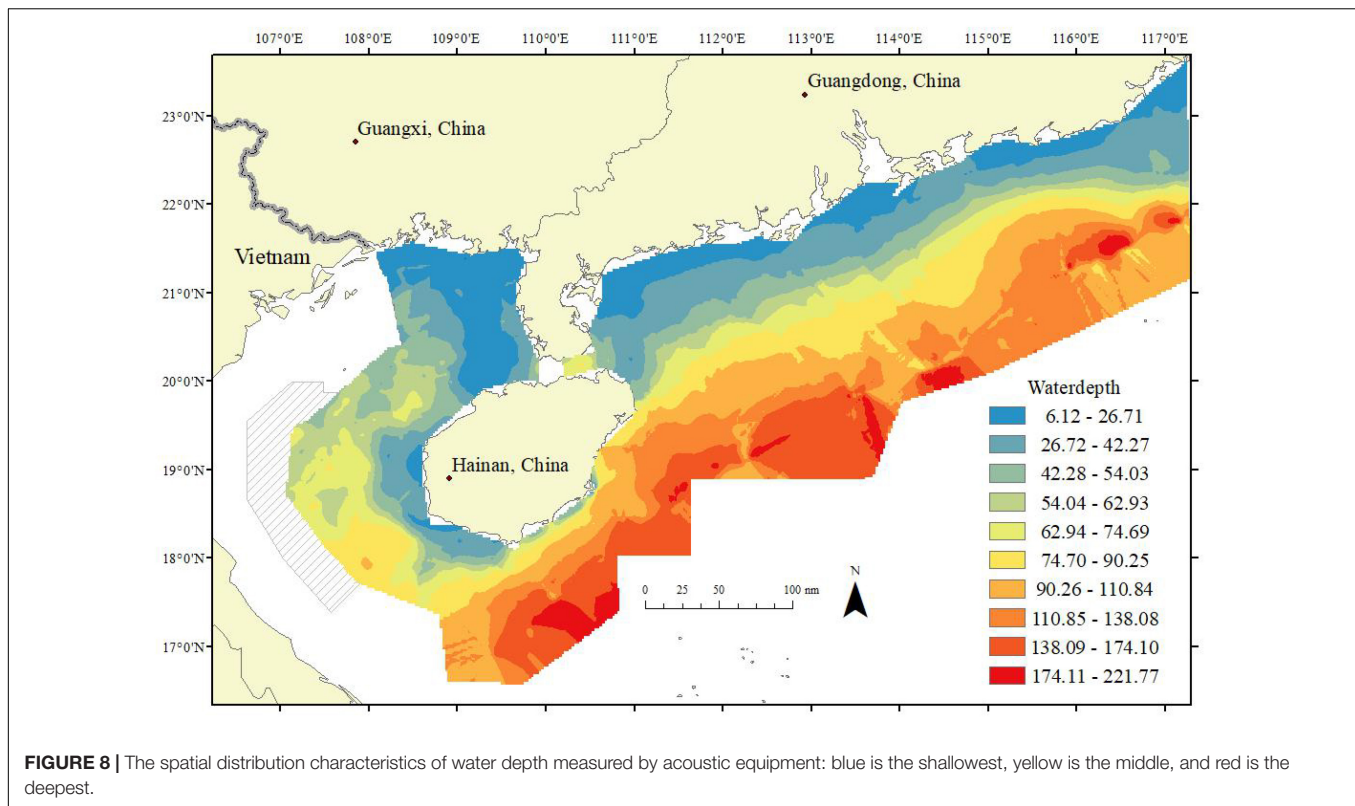 107°0'E 108°0'E 109°0'E 110°0'E 111°0'E 112°0'E 113°0'E 114°0'E 115°0'E 116°0'E 117°0'E
23°0'N
22°0'N
21°0'N
20°0'N
19°0'N
18°0'N
17°0'N
Guangdong, China
Guangxi, China
Vietnam
Hainan, China
Waterdepth
6.12 - 26.71
26.72 - 42.27
42.28 - 54.03
54.04 - 62.93
62.94 - 74.69
74.70 - 90.25
90.26 - 110.84
110.85 - 138.08
138.09 - 174.10
174.11 - 221.77
0 25 50 100 nm
N
FIGURE 8 | The spatial distribution characteristics of water depth measured by acoustic equipment: blue is the shallowest, yellow is the middle, and red is the
deepest.